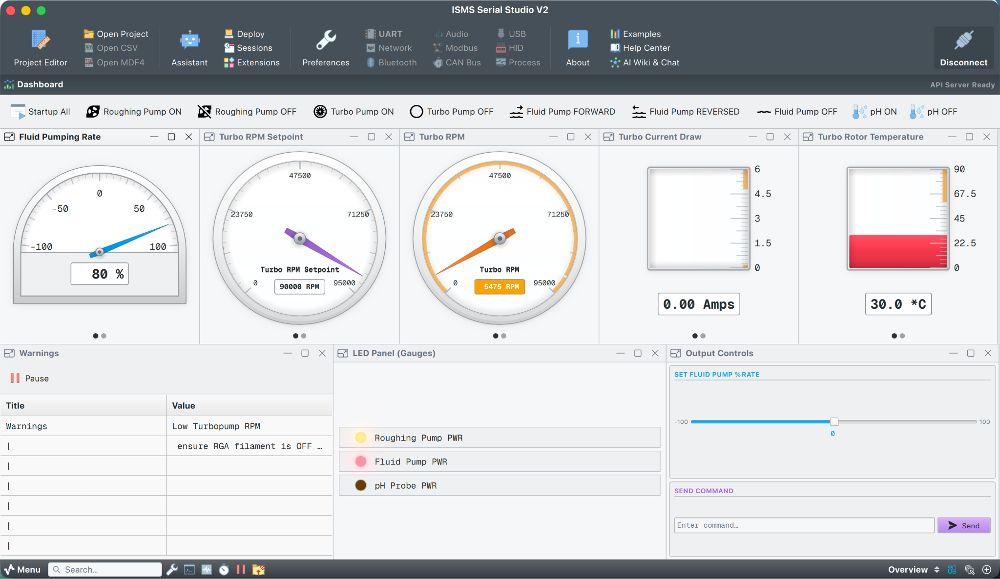 ISMS Serial Studio V2
Project Editor
Open Project
Open CSV
Open MDF4
Assistant
Deploy
Sessions
Extensions
Preferences
UART
Network
Bluetooth
Audio
Modbus
CAN Bus
USB
HID
Process
About
Examples
Help Center
AI Wiki & Chat
Disconnect
Dashboard
API Server Ready
Startup All
Roughing Pump ON
Roughing Pump OFF
Turbo Pump ON
Turbo Pump OFF
Fluid Pump FORWARD
Fluid Pump REVERSED
Fluid Pump OFF
pH ON
pH OFF
Fluid Pumping Rate
0
-50
50
-100
100
80 %
Turbo RPM Setpoint
47500
23750
71250
Turbo RPM Setpoint
0
90000 RPM
95000
Turbo RPM
47500
23750
71250
Turbo RPM
0
5475 RPM
95000
Turbo Current Draw
6
4.5
3
1.5
0
0.00 Amps
Turbo Rotor Temperature
90
67.5
45
22.5
0
30.0 *C
Warnings
Pause
Title
Value
Warnings
Low Turbopump RPM
|
ensure RGA filament is OFF …
|
|
|
|
|
LED Panel (Gauges)
Roughing Pump PWR
Fluid Pump PWR
pH Probe PWR
Output Controls
SET FLUID PUMP %RATE
-100
100
0
SEND COMMAND
Enter command…
Send
Menu
Search…
Overview